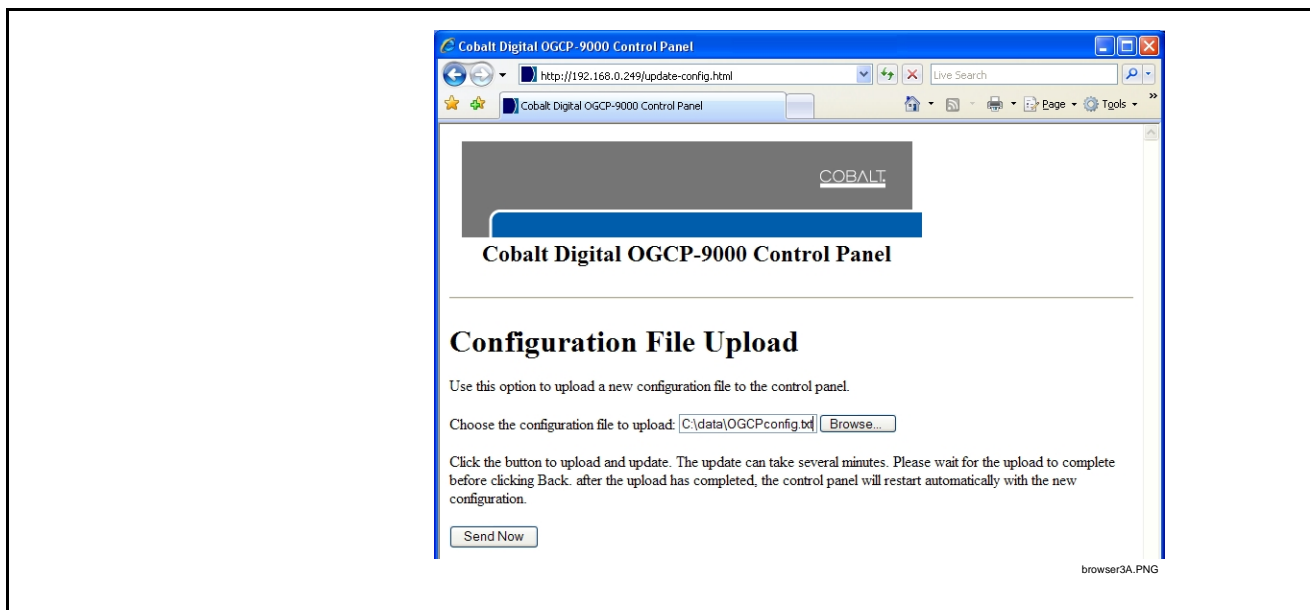 Cobalt Digital OGCP-9000 Control Panel
http://192.168.0.249/update-config.html
Live Search
Cobalt Digital OGCP-9000 Control Panel
Page
Tools
»
COBALT
Cobalt Digital OGCP-9000 Control Panel
Configuration File Upload
Use this option to upload a new configuration file to the control panel.
Choose the configuration file to upload: C:\data\OGCPconfig.txt Browse...
Click the button to upload and update. The update can take several minutes. Please wait for the upload to complete
before clicking Back. after the upload has completed, the control panel will restart automatically with the new
configuration.
Send Now
browser3A.PNG